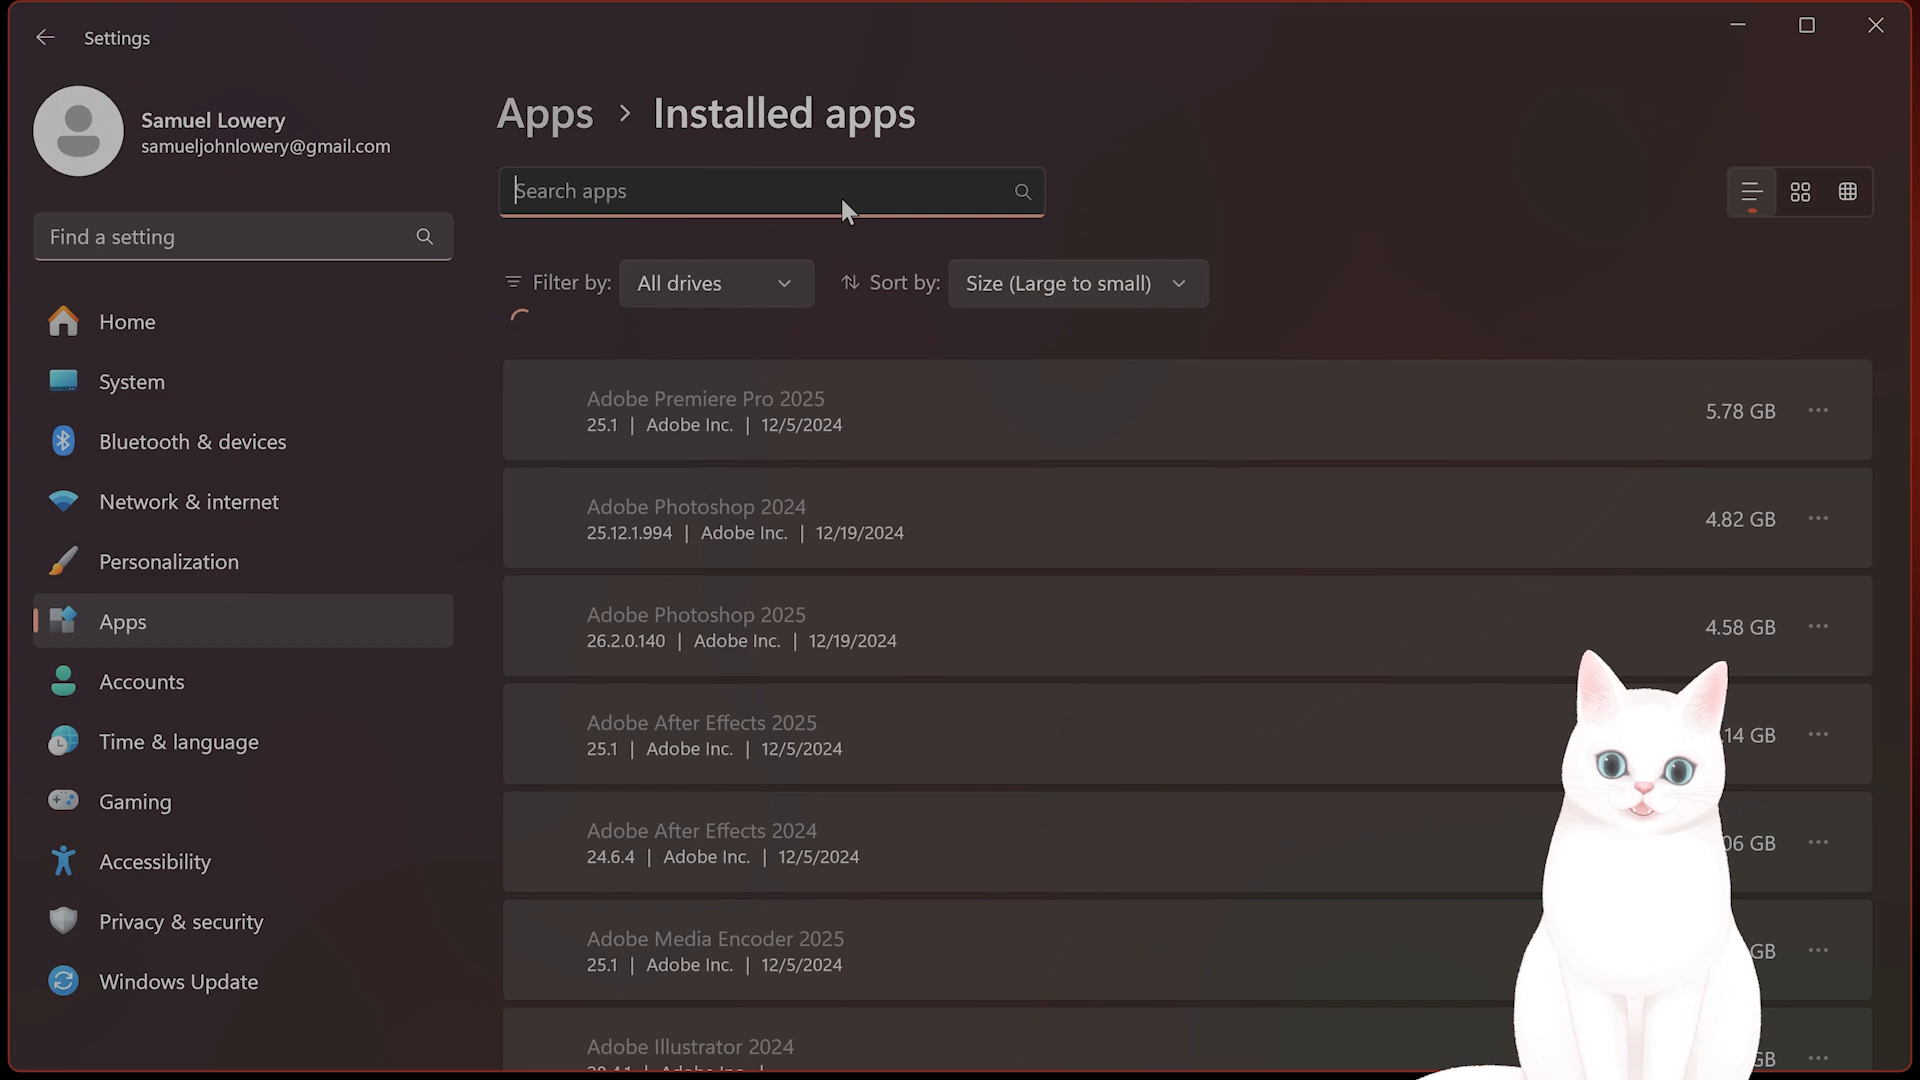 Settings
Samuel Lowery
samueljohnlowery@gmail.com
Find a setting
Home
System
Bluetooth & devices
Network & internet
Personalization
Apps
Accounts
Time & language
Gaming
Accessibility
Privacy & security
Windows Update
Apps > Installed apps
Search apps
Filter by: All drives Sort by: Size (Large to small)
Adobe Premiere Pro 2025
25.1 | Adobe Inc. | 12/5/2024
5.78 GB
Adobe Photoshop 2024
25.12.1.994 | Adobe Inc. | 12/19/2024
4.82 GB
Adobe Photoshop 2025
26.2.0.140 | Adobe Inc. | 12/19/2024
4.58 GB
Adobe After Effects 2025
25.1 | Adobe Inc. | 12/5/2024
.14 GB
Adobe After Effects 2024
24.6.4 | Adobe Inc. | 12/5/2024
06 GB
Adobe Media Encoder 2025
25.1 | Adobe Inc. | 12/5/2024
GB
Adobe Illustrator 2024
GB